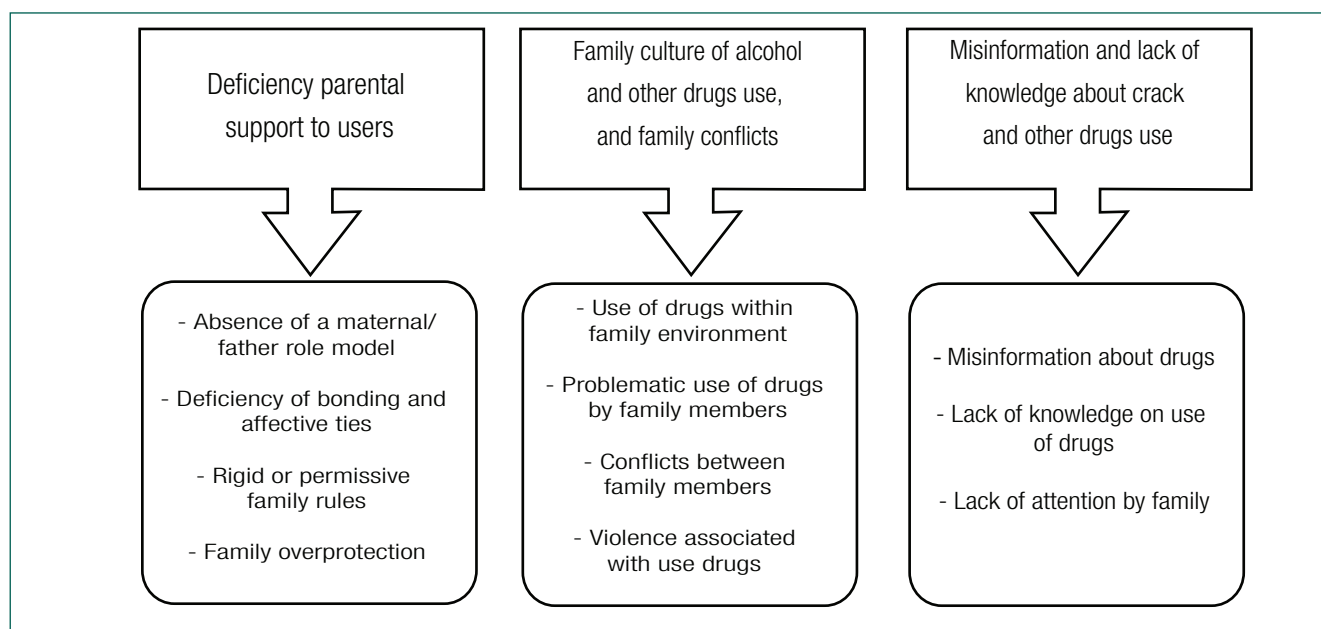 Deficiency parental
support to users
Family culture of alcohol
and other drugs use,
and family conflicts
Misinformation and lack of
knowledge about crack
and other drugs use
- Absence of a maternal/
father role model
- Deficiency of bonding and
affective ties
- Rigid or permissive
family rules
- Family overprotection
- Use of drugs within
family environment
- Problematic use of drugs
by family members
- Conflicts between
family members
- Violence associated
with use drugs
- Misinformation about drugs
- Lack of knowledge on use
of drugs
- Lack of attention by family